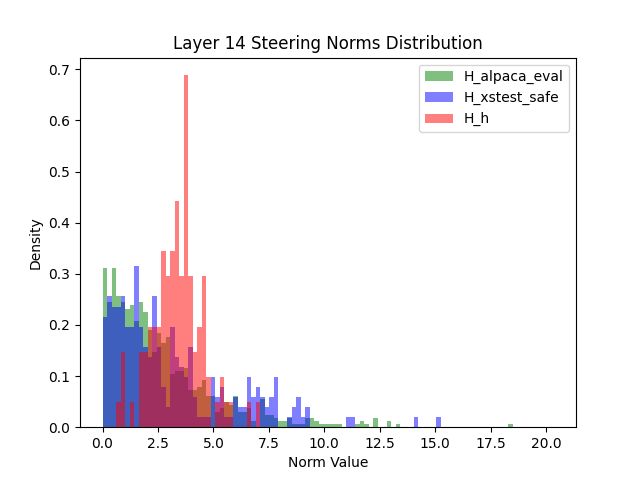 Layer 14 Steering Norms Distribution
H_alpaca_eval
H_xstest_safe
H_h
Density
0.7
0.6
0.5
0.4
0.3
0.2
0.1
0.0
0.0 2.5 5.0 7.5 10.0 12.5 15.0 17.5 20.0
Norm Value